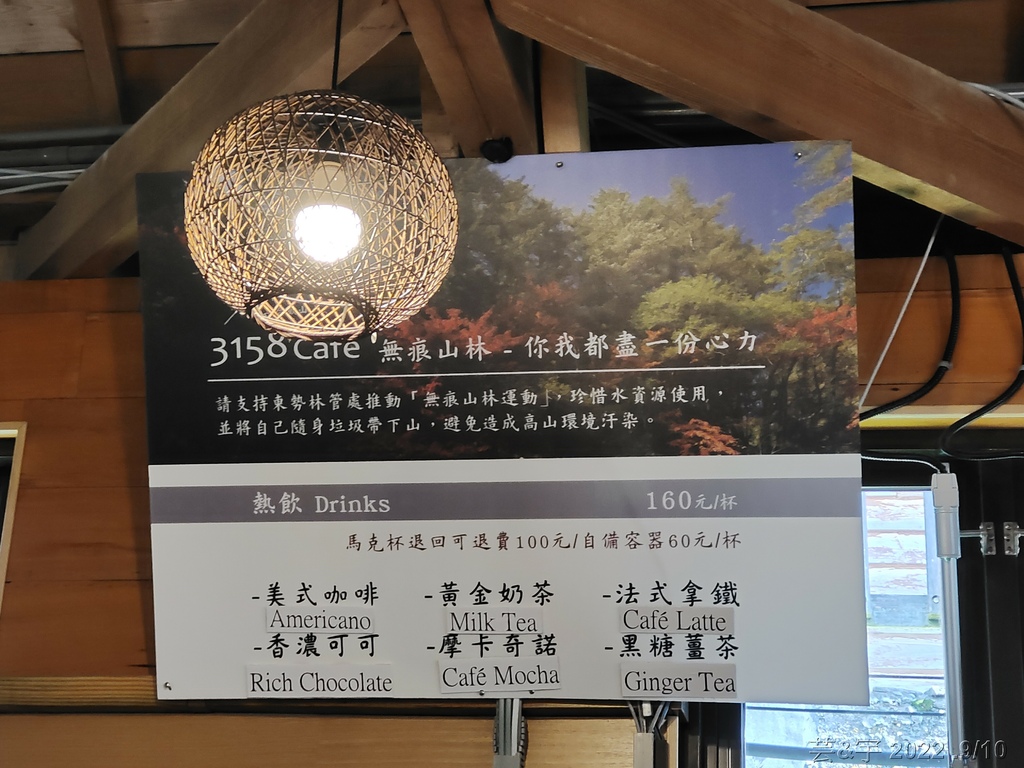 3158 Café 無痕山林 - 你我都盡一份心力
請支持東勢林管處推動「無痕山林運動」，珍惜水資源使用，
並將自己隨身垃圾帶下山，避免造成高山環境汙染。
熱飲 Drinks 160元/杯
馬克杯退回可退費100元/自備容器60元/杯
-美式咖啡 -黃金奶茶 -法式拿鐵
Americano Milk Tea Café Latte
-香濃可可 -摩卡奇諾 -黑糖薑茶
Rich Chocolate Café Mocha Ginger Tea
芸&宇 2022/9/10